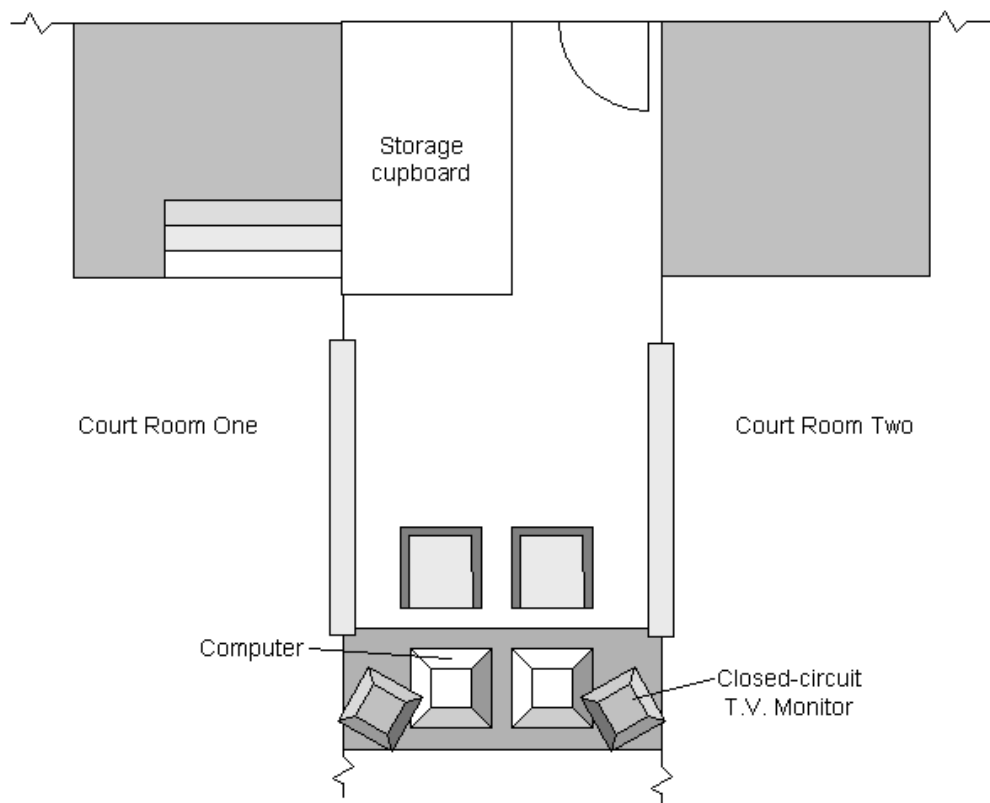 Storage
cupboard
Court Room One
Court Room Two
Computer
Closed-circuit
T.V. Monitor